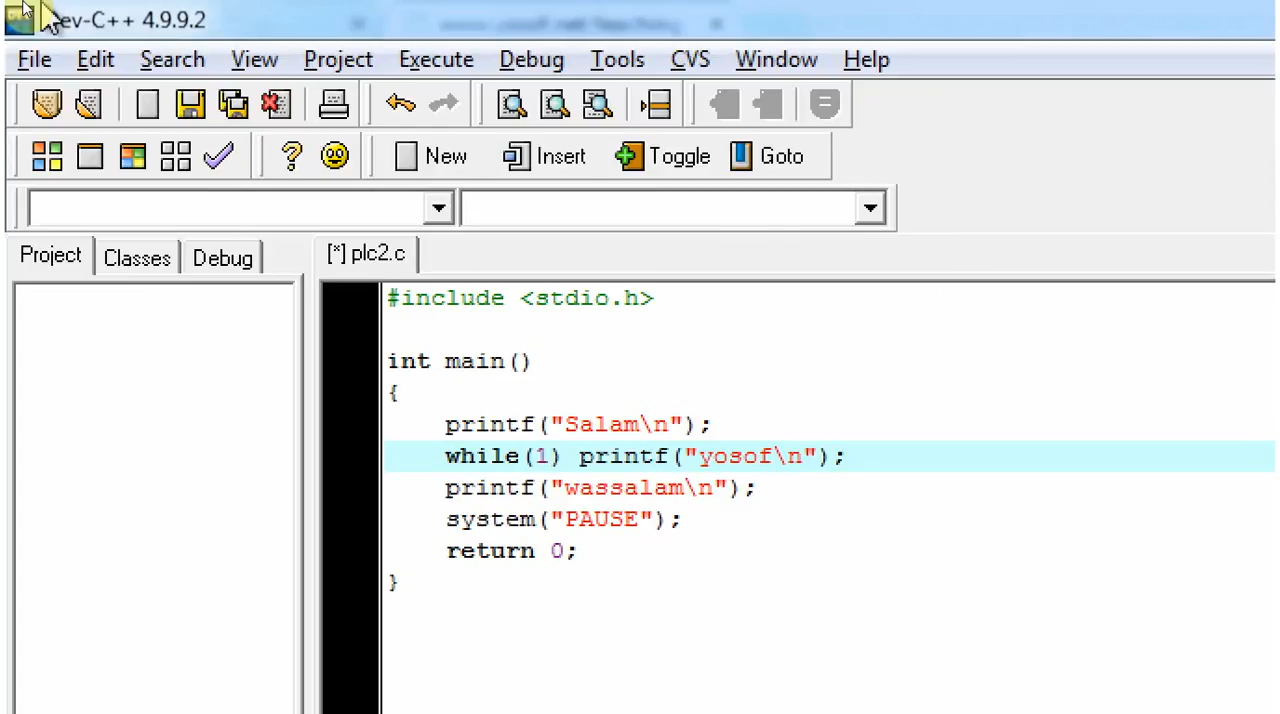 ev-C++ 4.9.9.2
File Edit Search View Project Execute Debug Tools CVS Window Help
New Insert Toggle Goto
Project Classes Debug [*] plc2.c
#include <stdio.h>
int main()
{
printf("Salam\n");
while(1) printf("yosof\n");
printf("wassalam\n");
system("PAUSE");
return 0;
}